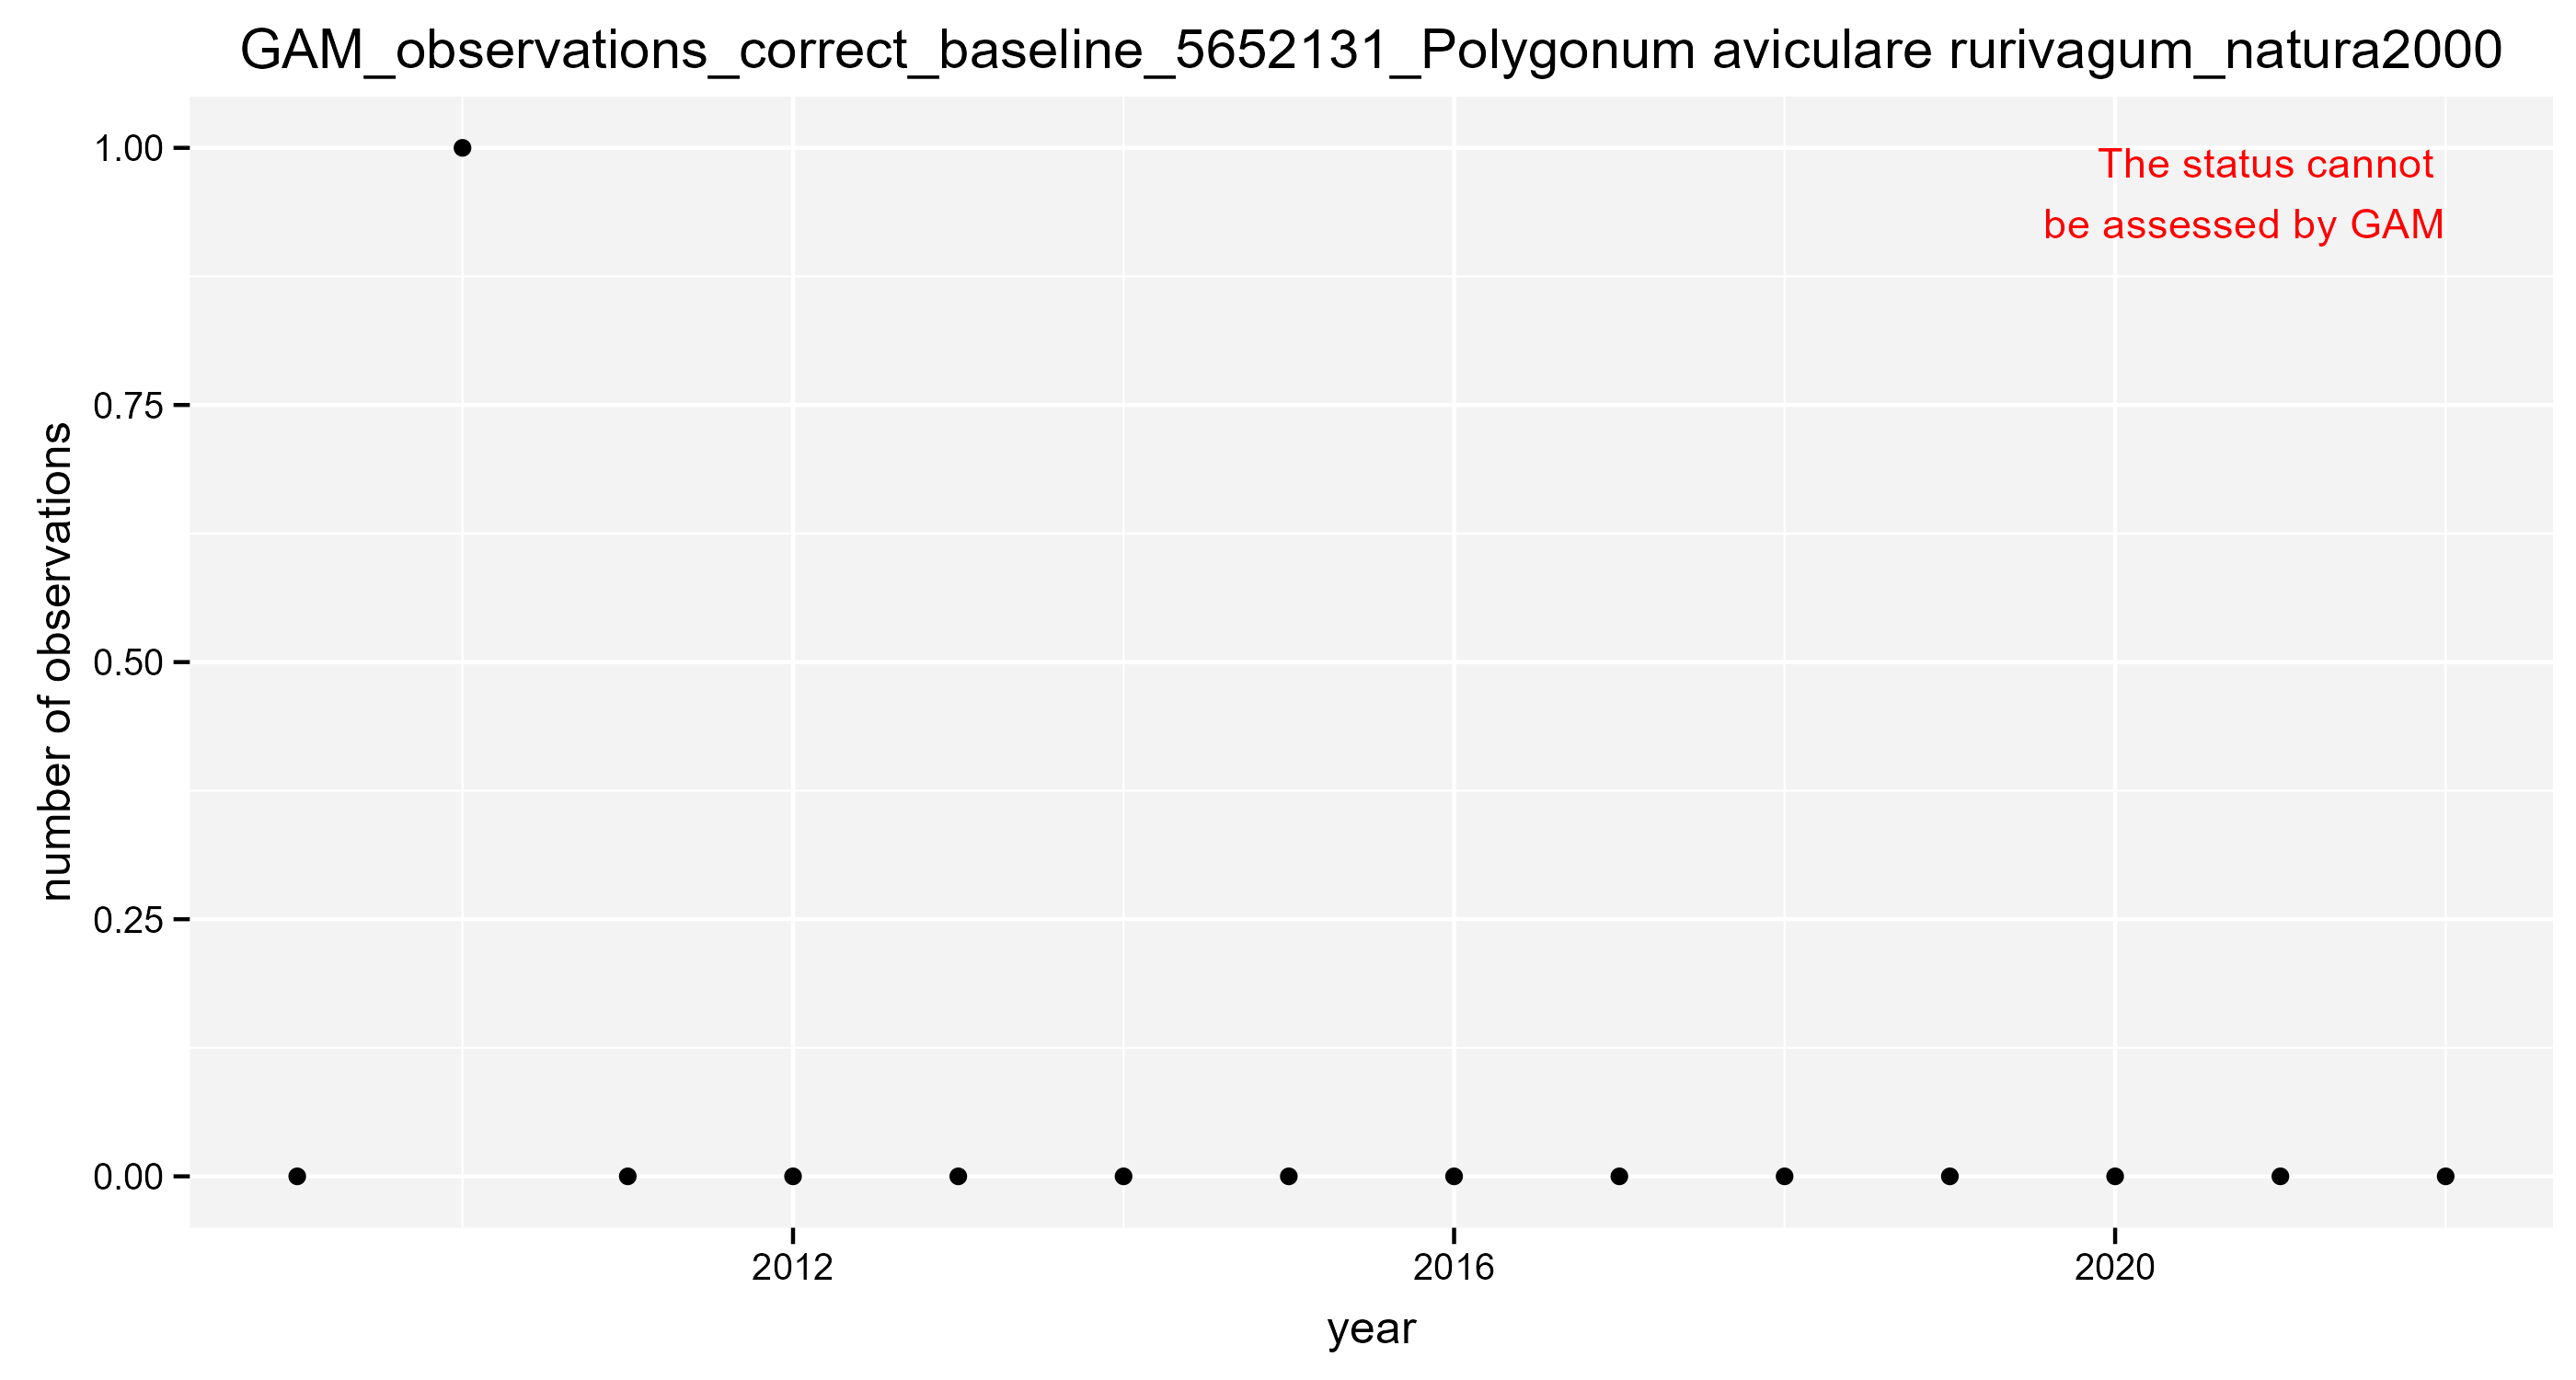 GAM_observations_correct_baseline_5652131_Polygonum aviculare rurivagum_natura2000
The status cannot
be assessed by GAM
number of observations
1.00
0.75
0.50
0.25
0.00
2012
2016
2020
year